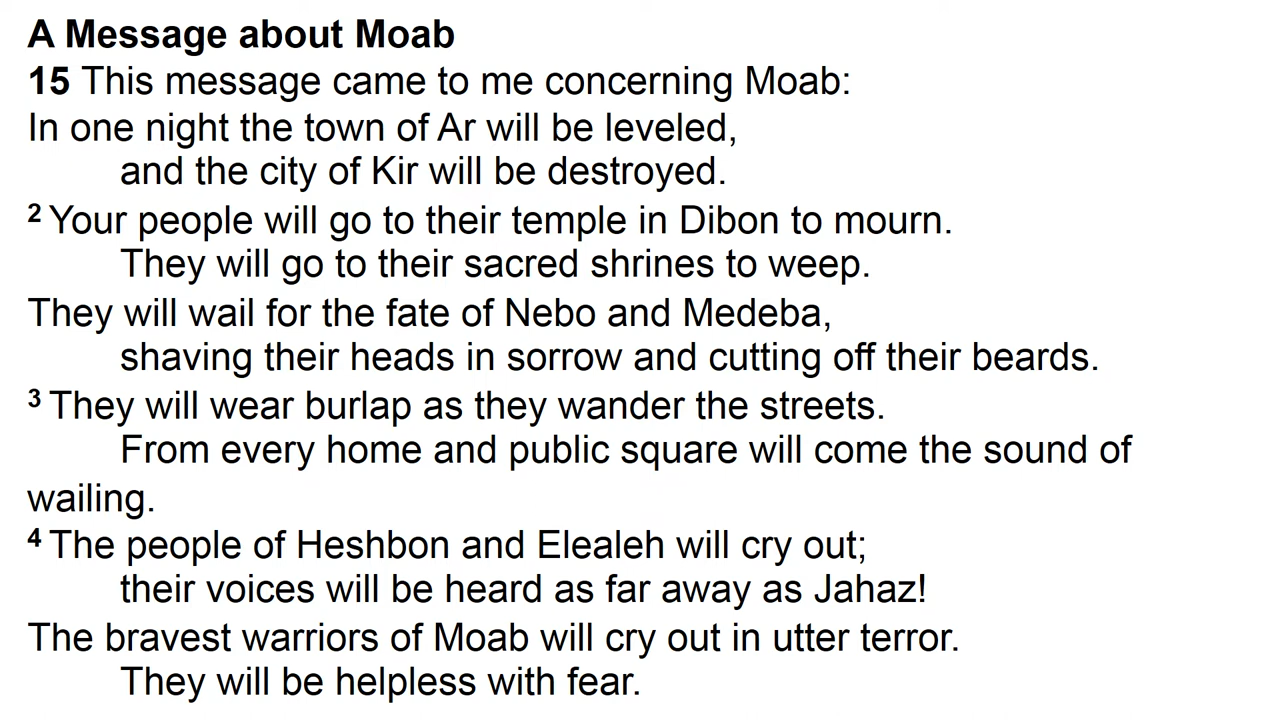 A Message about Moab
15 This message came to me concerning Moab:
In one night the town of Ar will be leveled,
and the city of Kir will be destroyed.
2 Your people will go to their temple in Dibon to mourn.
They will go to their sacred shrines to weep.
They will wail for the fate of Nebo and Medeba,
shaving their heads in sorrow and cutting off their beards.
3 They will wear burlap as they wander the streets.
From every home and public square will come the sound of
wailing.
4 The people of Heshbon and Elealeh will cry out;
their voices will be heard as far away as Jahaz!
The bravest warriors of Moab will cry out in utter terror.
They will be helpless with fear.